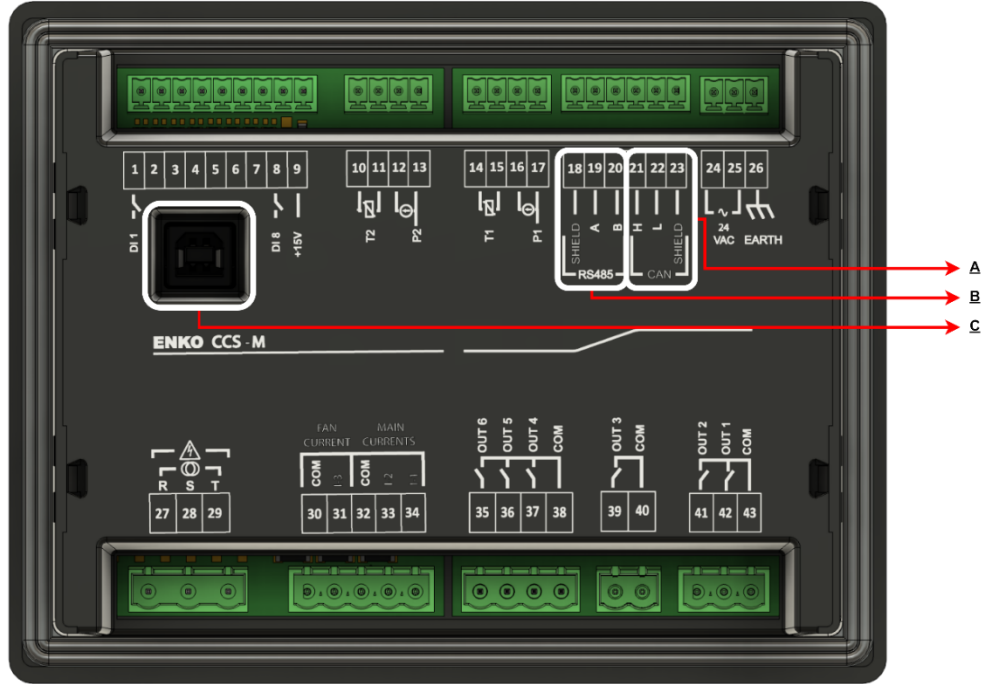 1 2 3 4 5 6 7 8 9
10 11 12 13
14 15 16 17
18 19 20 21 22 23
24 25 26
DI 1
DI 8
+15V
T2
P2
T1
P1
SHIELD
A
B
RS485
H
L
SHIELD
CAN
24
VAC
EARTH
A
B
C
ENKO CCS - M
R S T
27 28 29
FAN
CURRENT
MAIN
CURRENTS
COM
I 3
COM
I 2
I 1
30 31 32 33 34
OUT 6
OUT 5
OUT 4
COM
35 36 37 38
OUT 3
COM
39 40
OUT 2
OUT 1
COM
41 42 43